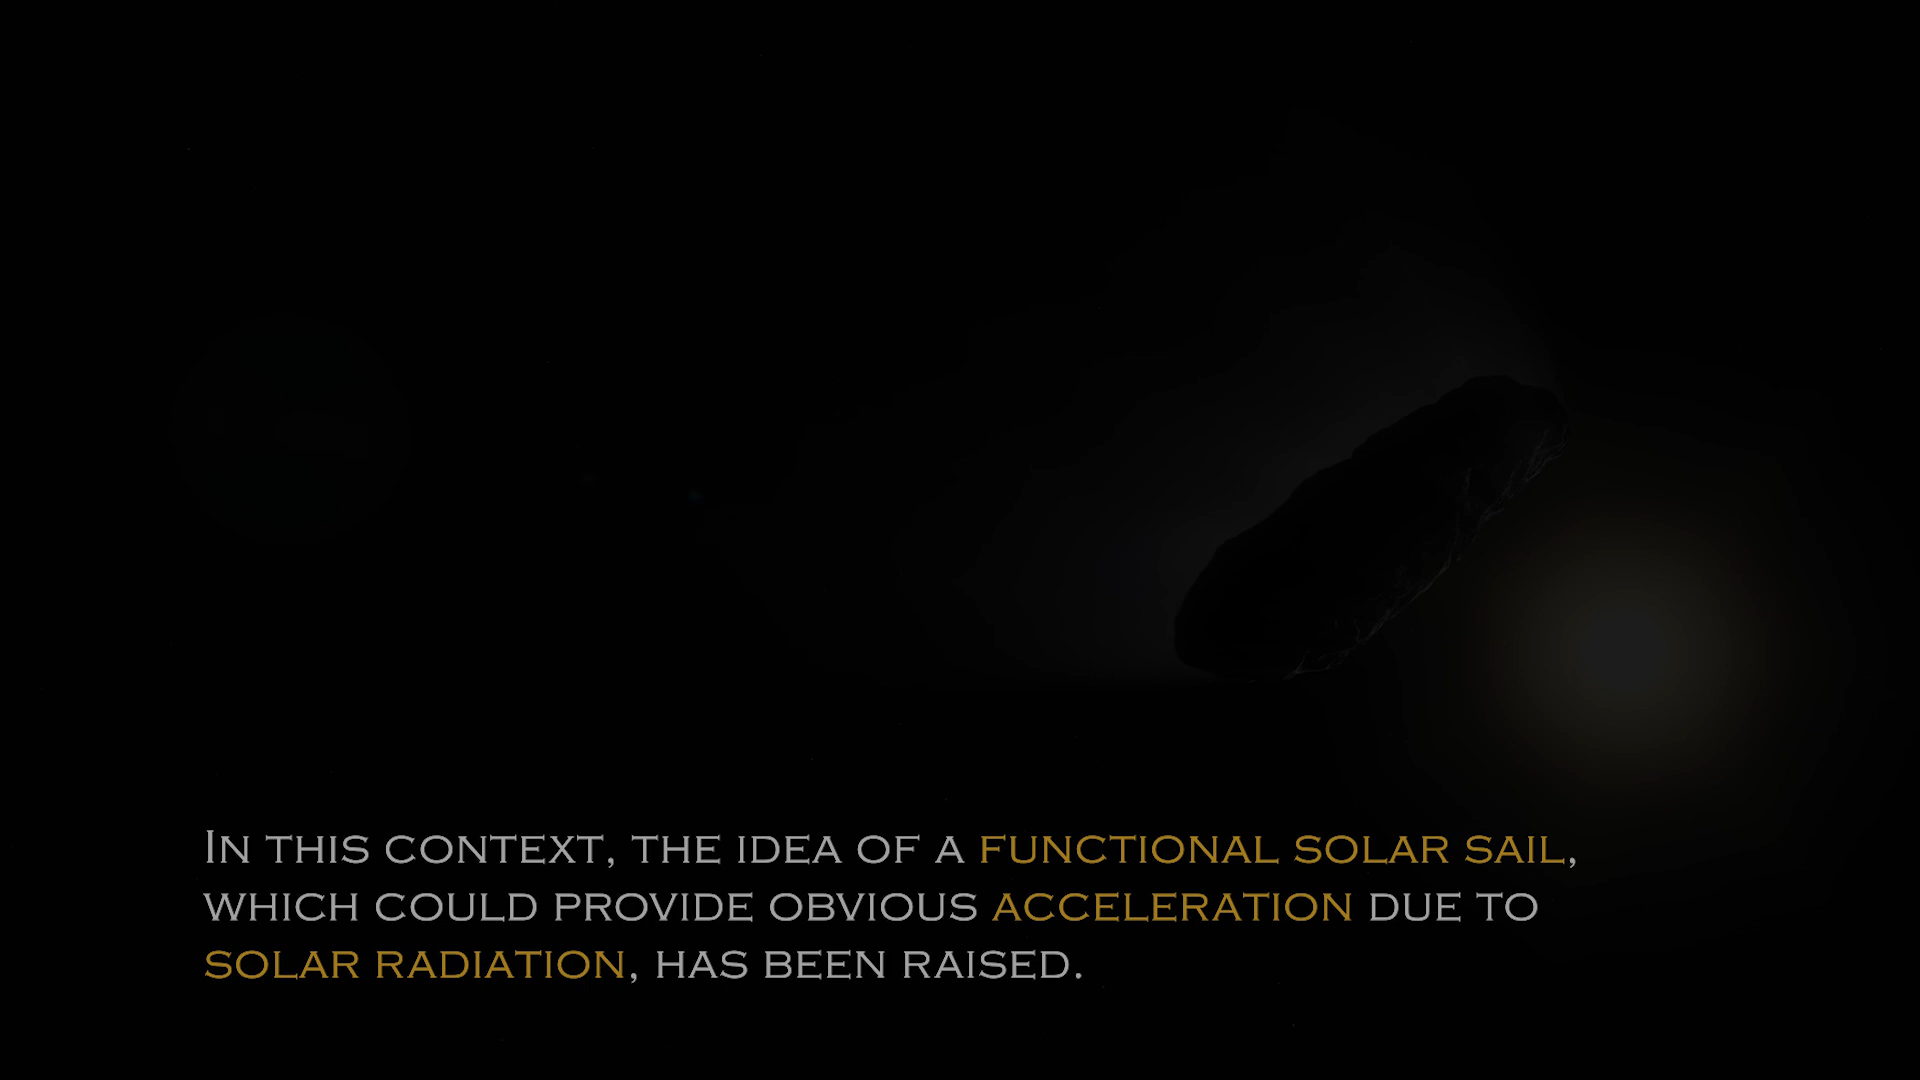 In this context, the idea of a functional solar sail,
which could provide obvious acceleration due to
solar radiation, has been raised.